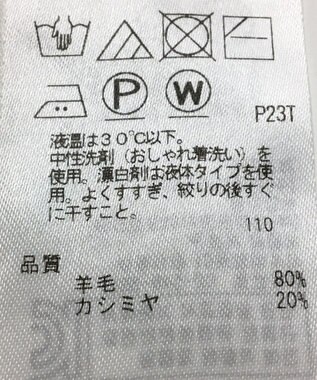 P W P23T
液温は30℃以下。
中性洗剤（おしゃれ着洗い）を
使用。漂白剤は液体タイプを使
用。よくすすぎ、絞りの後すぐ
に干すこと。
110
品質
羊毛 80%
カシミヤ 20%